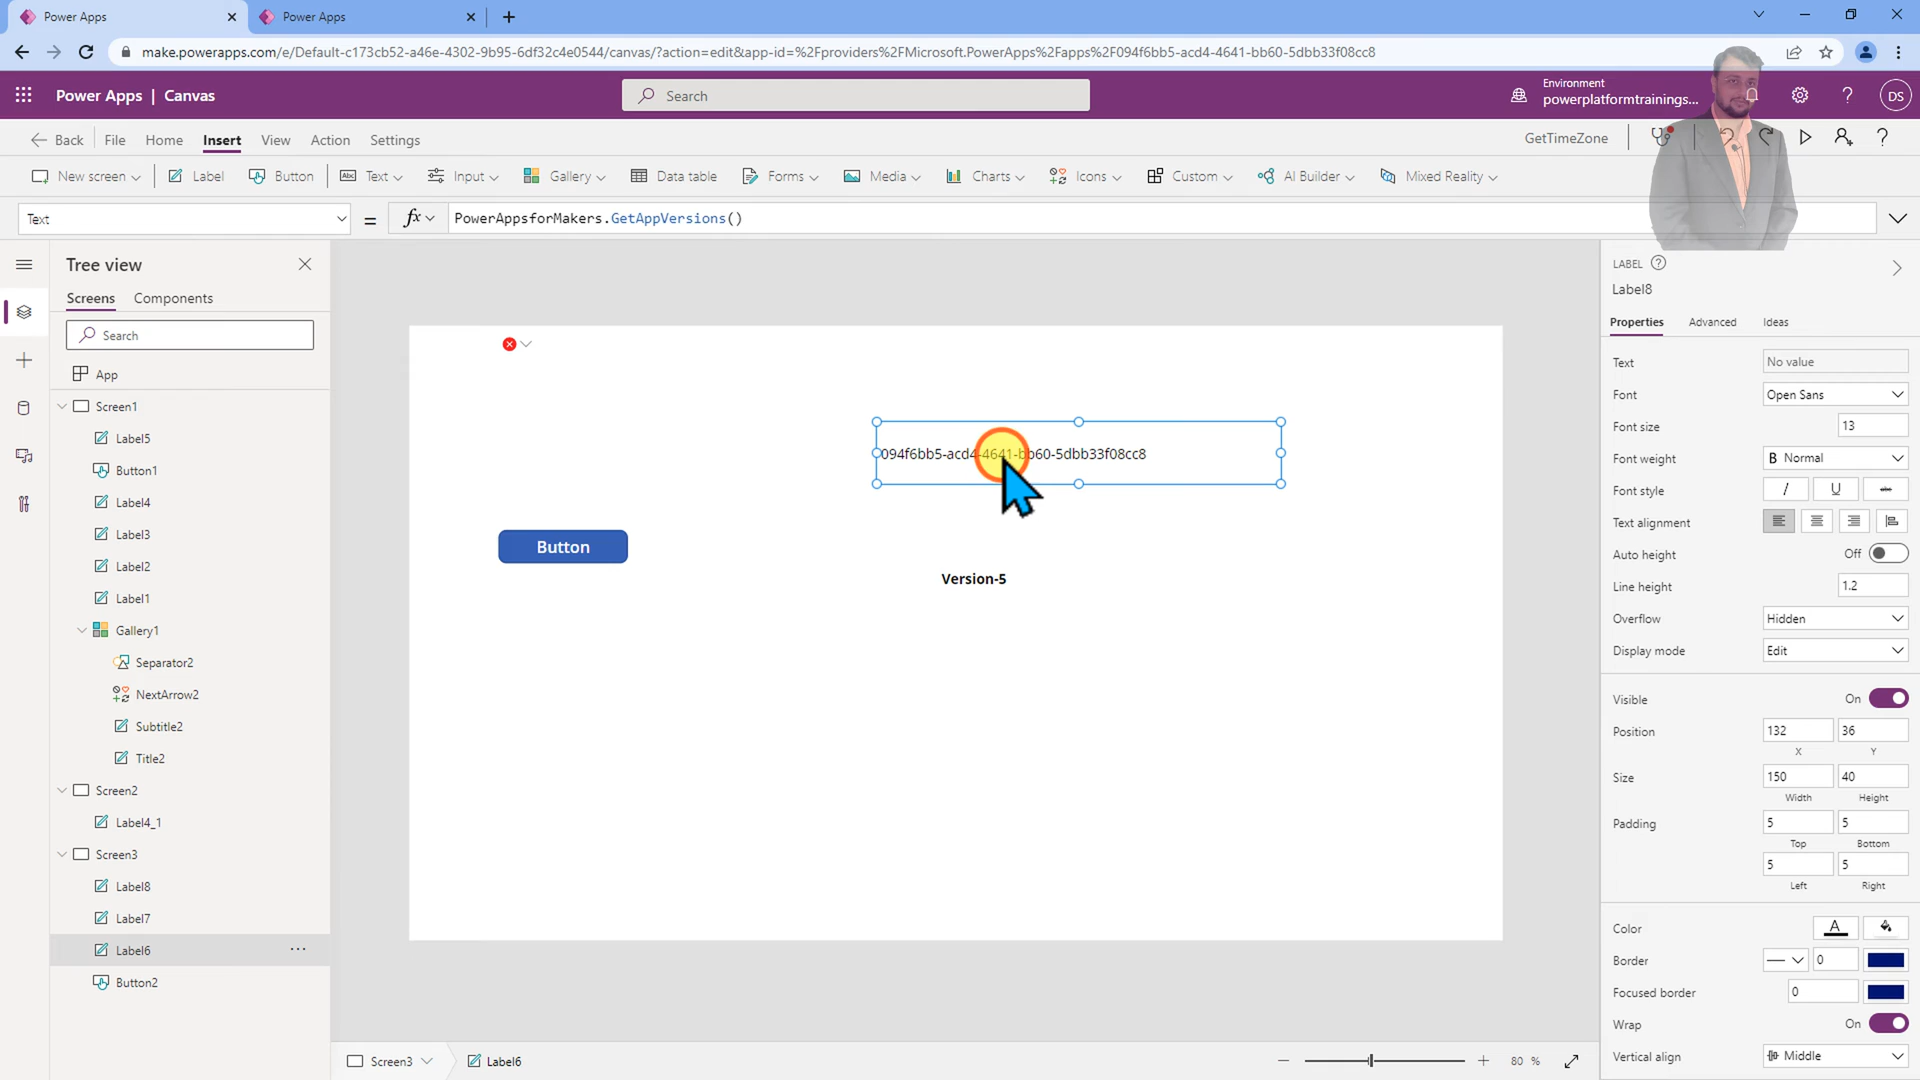 Power Apps
Power Apps
make.powerapps.com/e/Default-c173cb52-a46e-4302-9b95-6df32c4e0544/canvas/?action=edit&app-id=%2Fproviders%2FMicrosoft.PowerApps%2Fapps%2F094f6bb5-acd4-4641-bb60-5dbb33f08cc8
Power Apps | Canvas
Search
Environment
powerplatformtrainings...
DS
Back
File
Home
Insert
View
Action
Settings
GetTimeZone
New screen
Label
Button
Text
Input
Gallery
Data table
Forms
Media
Charts
Icons
Custom
AI Builder
Mixed Reality
Text
=
fx
PowerAppsforMakers.GetAppVersions()
Tree view
Screens
Components
Search
App
Screen1
Label5
Button1
Label4
Label3
Label2
Label1
Gallery1
Separator2
NextArrow2
Subtitle2
Title2
Screen2
Label4_1
Screen3
Label8
Label7
Label6
Button2
094f6bb5-acd4-4641-bb60-5dbb33f08cc8
Button
Version-5
Screen3
Label6
80 %
LABEL
Label8
Properties
Advanced
Ideas
Text
No value
Font
Open Sans
Font size
13
Font weight
B Normal
Font style
Text alignment
Auto height
Off
Line height
1.2
Overflow
Hidden
Display mode
Edit
Visible
On
Position
132
36
X
Y
Size
150
40
Width
Height
Padding
5
5
Top
Bottom
5
5
Left
Right
Color
Border
0
Focused border
0
Wrap
On
Vertical align
Middle